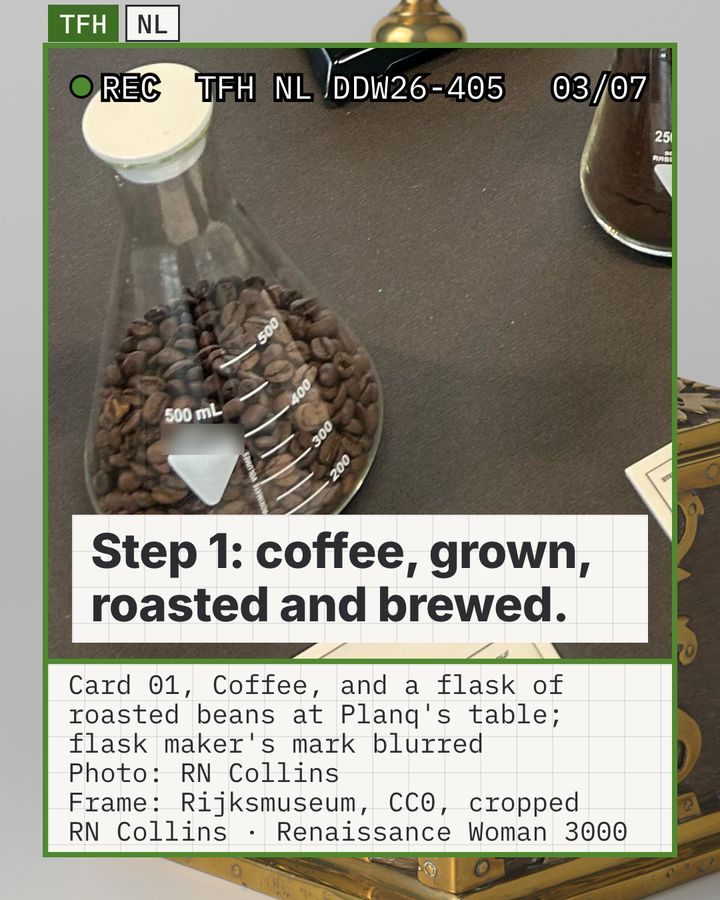 TFH NL
REC TFH NL DDW26-405 03/07
250
500
500 mL
400
300
200
Step 1: coffee, grown,
roasted and brewed.
Card 01, Coffee, and a flask of
roasted beans at Planq's table;
flask maker's mark blurred
Photo: RN Collins
Frame: Rijksmuseum, CC0, cropped
RN Collins · Renaissance Woman 3000